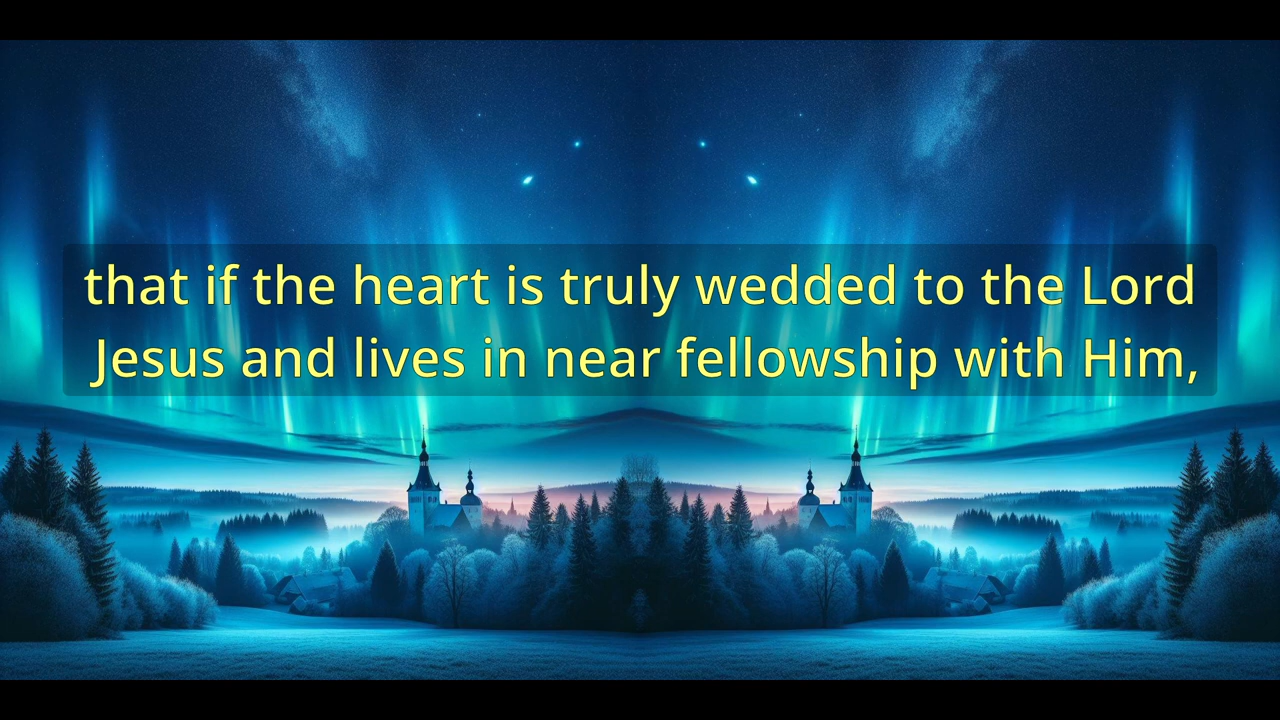 that if the heart is truly wedded to the Lord
Jesus and lives in near fellowship with Him,